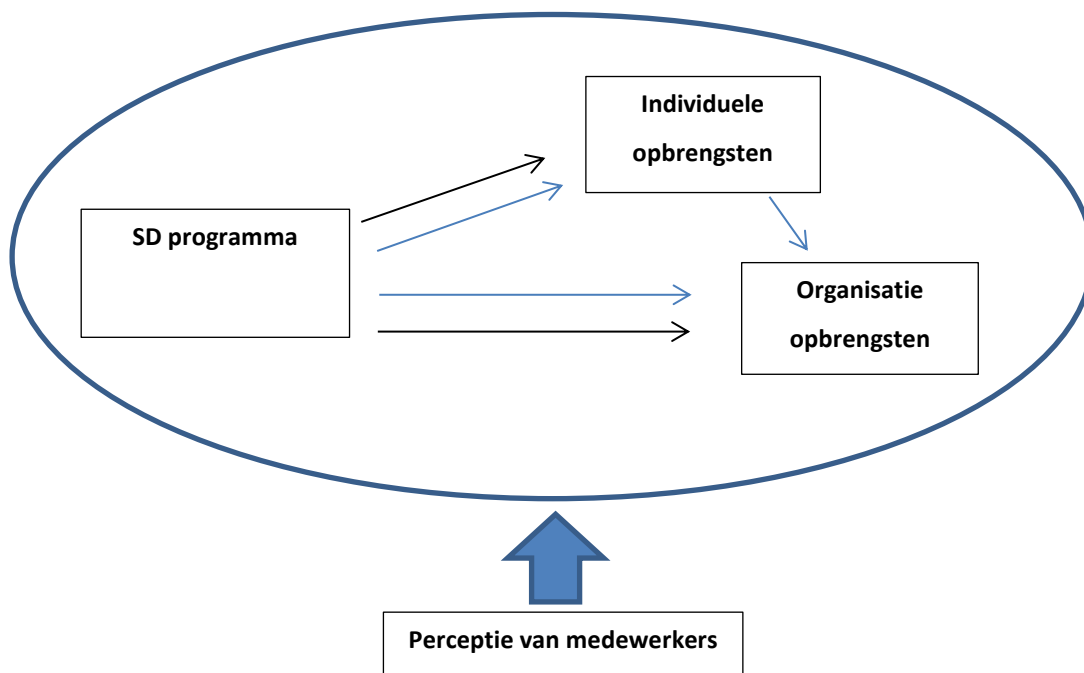 Individuele
opbrengsten
SD programma
Organisatie
opbrengsten
Perceptie van medewerkers